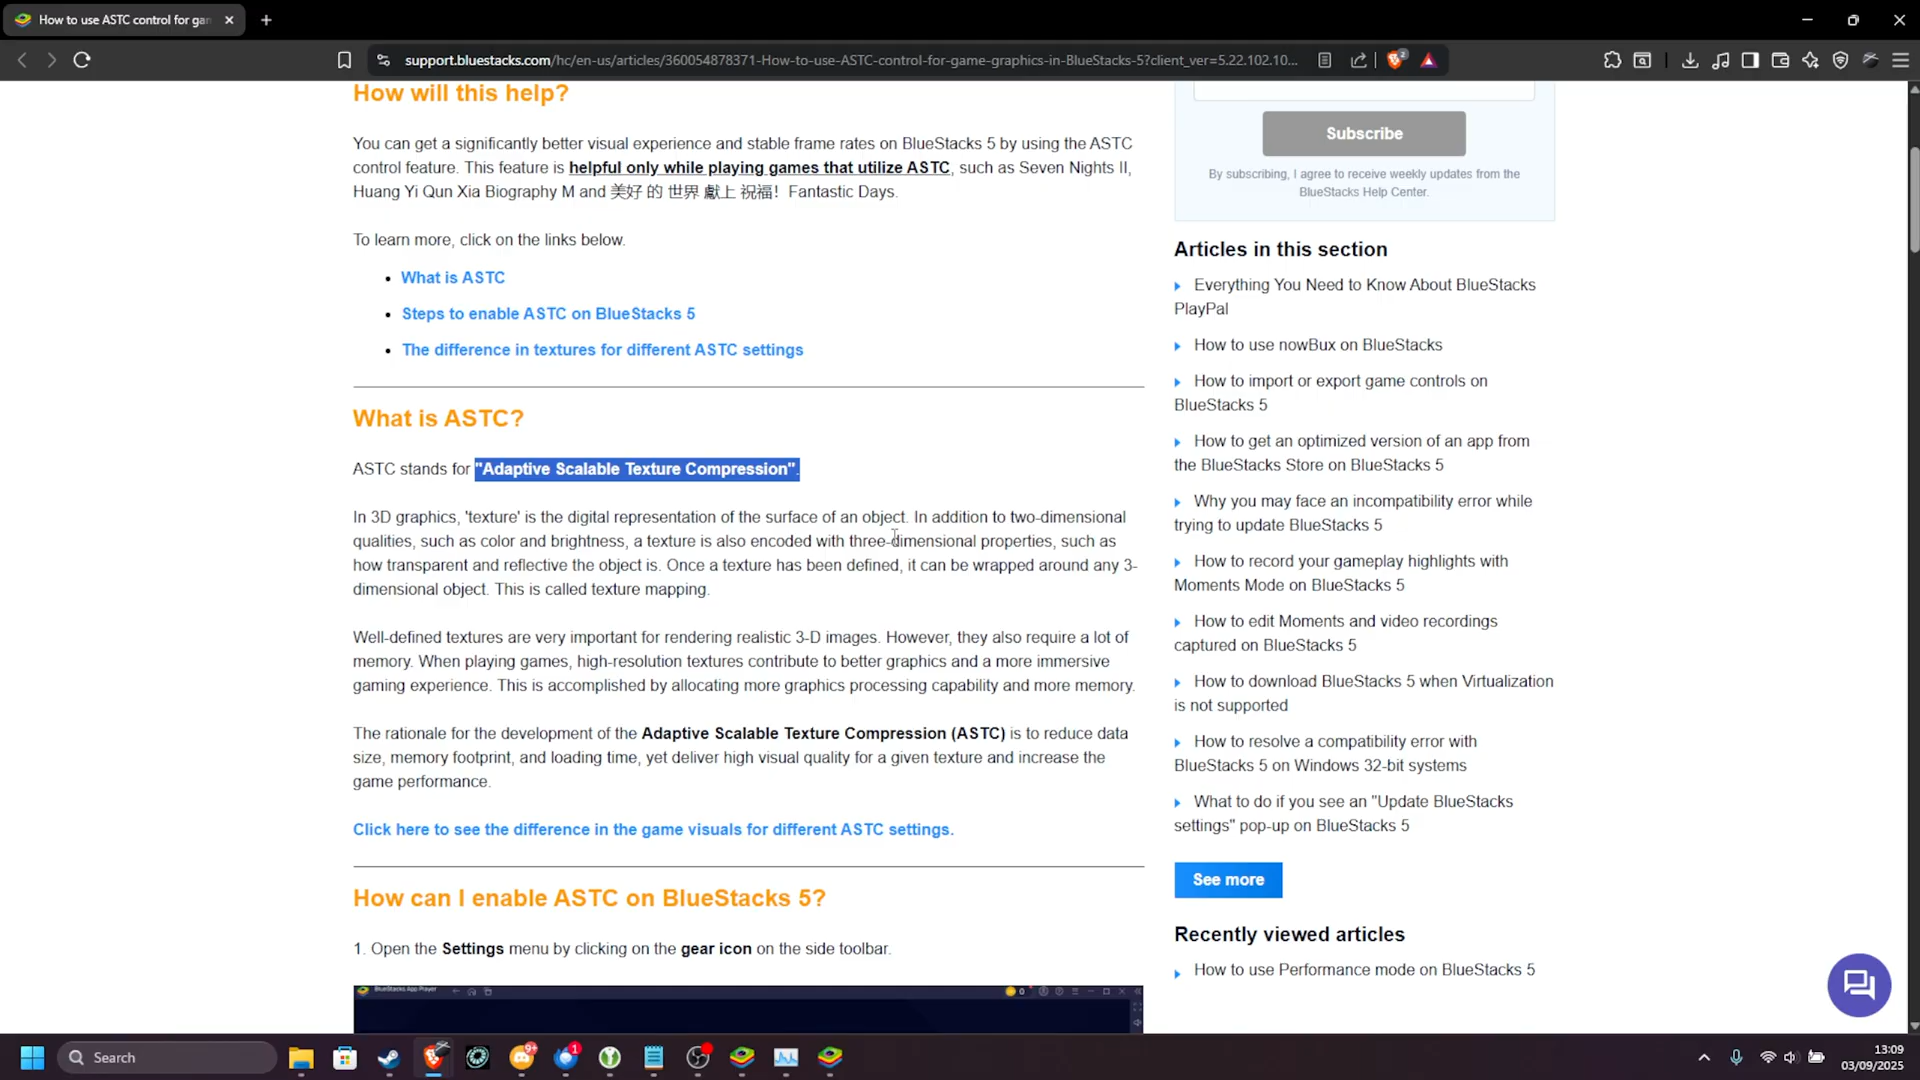 How to use ASTC control for gam
support.bluestacks.com/hc/en-us/articles/360054878371-How-to-use-ASTC-control-for-game-graphics-in-BlueStacks-5?client_ver=5.22.102.10...
2
How will this help?
You can get a significantly better visual experience and stable frame rates on BlueStacks 5 by using the ASTC
control feature. This feature is helpful only while playing games that utilize ASTC, such as Seven Nights II,
Huang Yi Qun Xia Biography M and 美好 的 世界 獻上 祝福！Fantastic Days.
To learn more, click on the links below.
• What is ASTC
• Steps to enable ASTC on BlueStacks 5
• The difference in textures for different ASTC settings
What is ASTC?
ASTC stands for "Adaptive Scalable Texture Compression".
In 3D graphics, 'texture' is the digital representation of the surface of an object. In addition to two-dimensional
qualities, such as color and brightness, a texture is also encoded with three-dimensional properties, such as
how transparent and reflective the object is. Once a texture has been defined, it can be wrapped around any 3-
dimensional object. This is called texture mapping.
Well-defined textures are very important for rendering realistic 3-D images. However, they also require a lot of
memory. When playing games, high-resolution textures contribute to better graphics and a more immersive
gaming experience. This is accomplished by allocating more graphics processing capability and more memory.
The rationale for the development of the Adaptive Scalable Texture Compression (ASTC) is to reduce data
size, memory footprint, and loading time, yet deliver high visual quality for a given texture and increase the
game performance.
Click here to see the difference in the game visuals for different ASTC settings.
How can I enable ASTC on BlueStacks 5?
1. Open the Settings menu by clicking on the gear icon on the side toolbar.
BlueStacks App Player
0
Subscribe
By subscribing, I agree to receive weekly updates from the
BlueStacks Help Center.
Articles in this section
Everything You Need to Know About BlueStacks
PlayPal
How to use nowBux on BlueStacks
How to import or export game controls on
BlueStacks 5
How to get an optimized version of an app from
the BlueStacks Store on BlueStacks 5
Why you may face an incompatibility error while
trying to update BlueStacks 5
How to record your gameplay highlights with
Moments Mode on BlueStacks 5
How to edit Moments and video recordings
captured on BlueStacks 5
How to download BlueStacks 5 when Virtualization
is not supported
How to resolve a compatibility error with
BlueStacks 5 on Windows 32-bit systems
What to do if you see an "Update BlueStacks
settings" pop-up on BlueStacks 5
See more
Recently viewed articles
How to use Performance mode on BlueStacks 5
Search
9+
1
13:09
03/09/2025